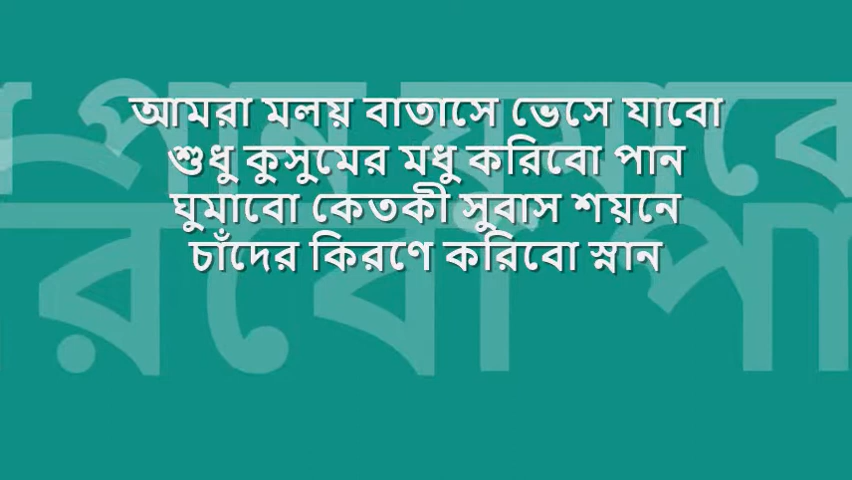 আমরা মলয় বাতাসে ভেসে যাবো
শুধু কুসুমের মধু করিবো পান
ঘুমাবো কেতকী সুবাস শয়নে
চাঁদের কিরণে করিবো স্নান